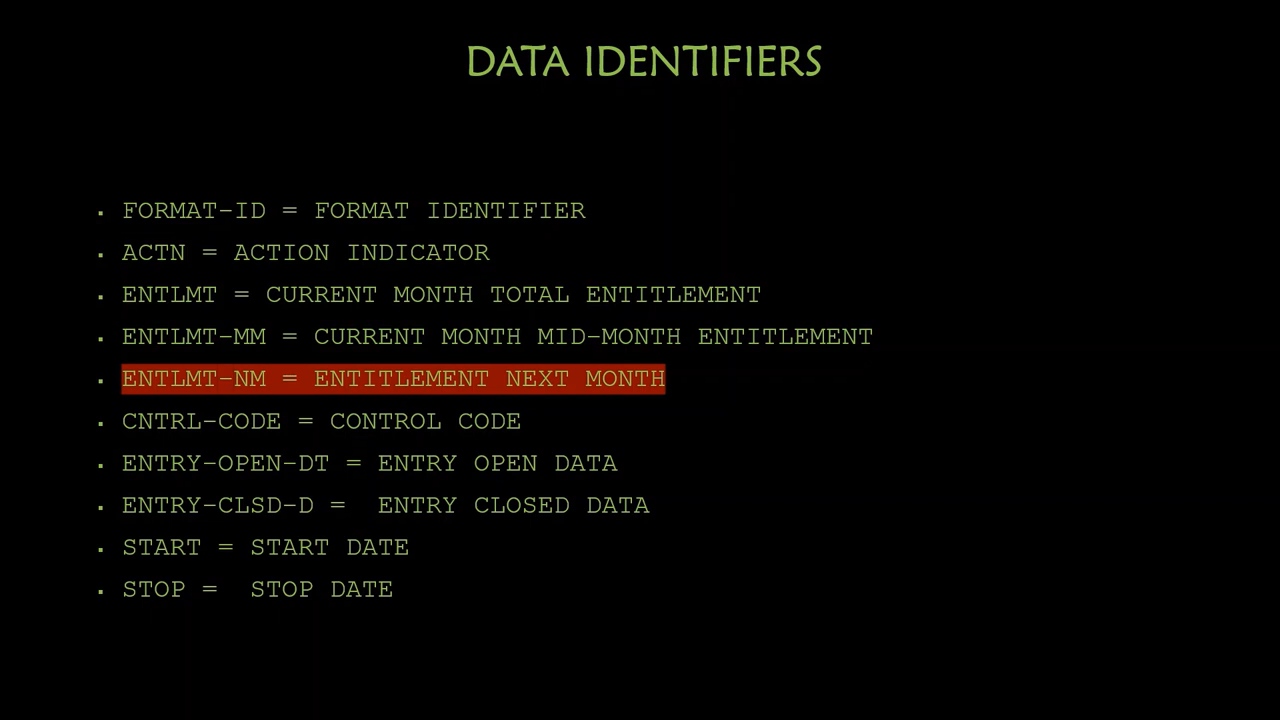 DATA IDENTIFIERS
▪ FORMAT-ID = FORMAT IDENTIFIER
▪ ACTN = ACTION INDICATOR
▪ ENTLMT = CURRENT MONTH TOTAL ENTITLEMENT
▪ ENTLMT-MM = CURRENT MONTH MID-MONTH ENTITLEMENT
▪ ENTLMT-NM = ENTITLEMENT NEXT MONTH
▪ CNTRL-CODE = CONTROL CODE
▪ ENTRY-OPEN-DT = ENTRY OPEN DATA
▪ ENTRY-CLSD-D =  ENTRY CLOSED DATA
▪ START = START DATE
▪ STOP =  STOP DATE